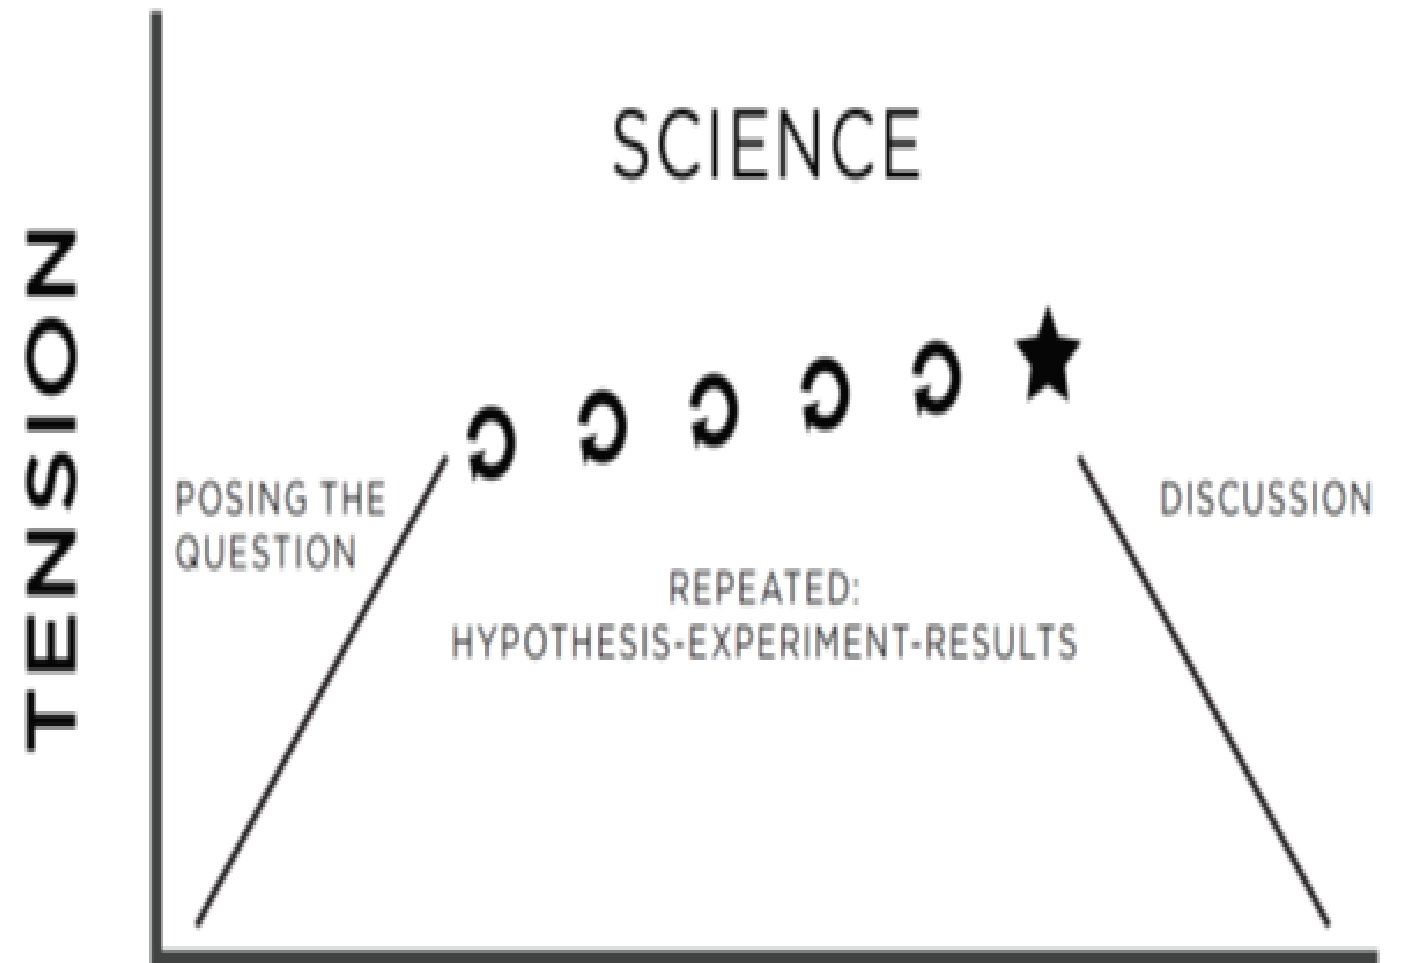 SCIENCE
TENSION
POSING THE
QUESTION
DISCUSSION
REPEATED:
HYPOTHESIS-EXPERIMENT-RESULTS